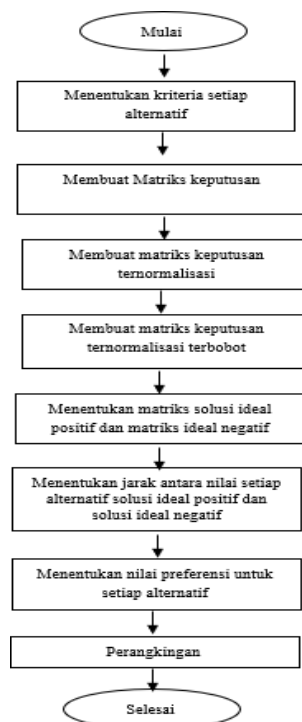 Mulai
Menentukan kriteria setiap
alternatif
Membuat Matriks keputusan
Membuat matriks keputusan
ternormalisasi
Membuat matriks keputusan
ternormalisasi terbobot
Menentukan matriks solusi ideal
positif dan matriks ideal negatif
Menentukan jarak antara nilai setiap
alternatif solusi ideal positif dan
solusi ideal negatif
Menentukan nilai preferensi untuk
setiap alternatif
Perangkingan
Selesai